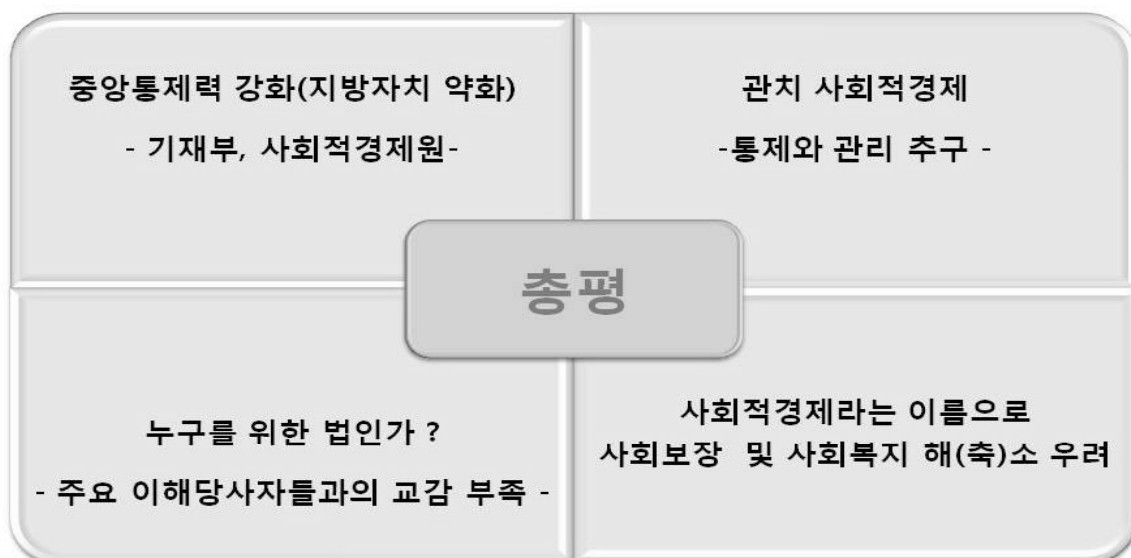 중앙통제력 강화(지방자치 약화)
- 기재부, 사회적경제원-
관치 사회적경제
-통제와 관리 추구 -
총평
누구를 위한 법인가 ?
- 주요 이해당사자들과의 교감 부족 -
사회적경제라는 이름으로
사회보장 및 사회복지 해(축)소 우려